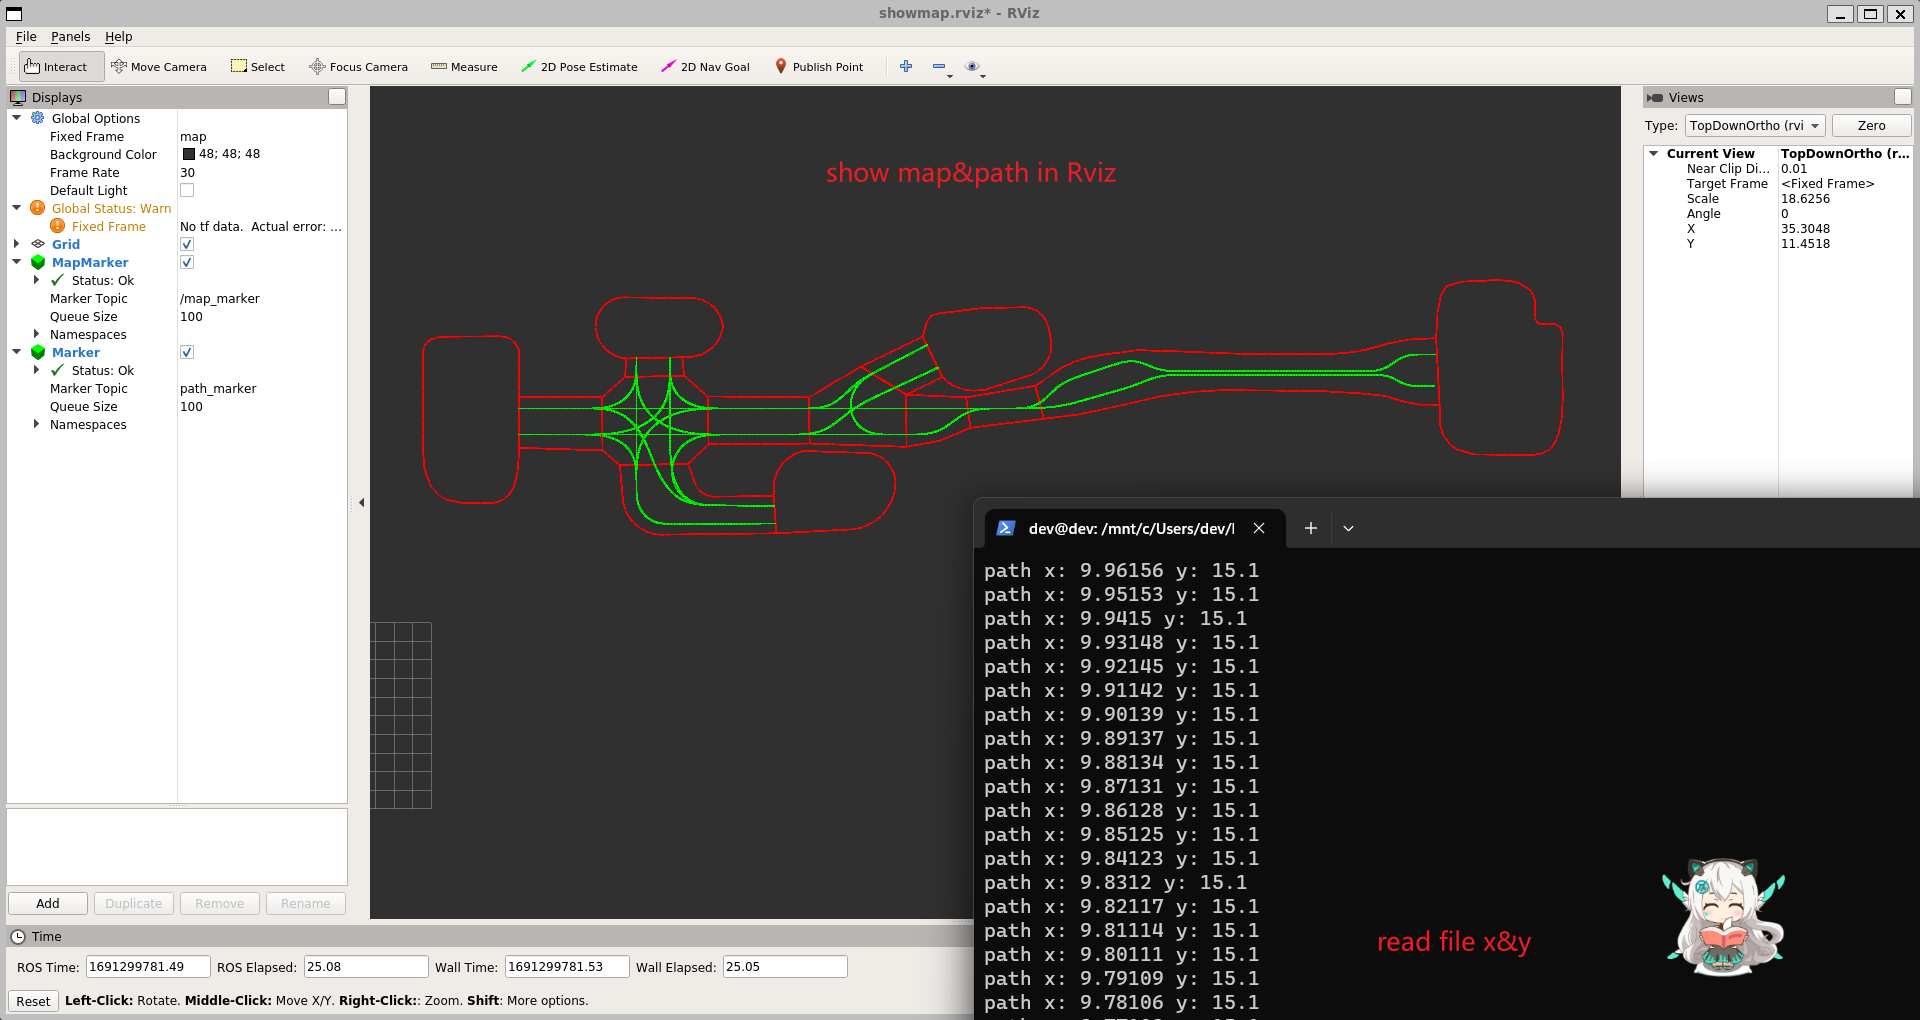 showmap.rviz* - RViz
File Panels Help
Interact Move Camera Select Focus Camera Measure 2D Pose Estimate 2D Nav Goal Publish Point
Displays
Global Options
Fixed Frame map
Background Color 48; 48; 48
Frame Rate 30
Default Light
Global Status: Warn
Fixed Frame No tf data. Actual error: ...
Grid
MapMarker
Status: Ok
Marker Topic /map_marker
Queue Size 100
Namespaces
Marker
Status: Ok
Marker Topic path_marker
Queue Size 100
Namespaces
Add Duplicate Remove Rename
show map&path in Rviz
Views
Type: TopDownOrtho (rvi Zero
Current View TopDownOrtho (r...
Near Clip Di... 0.01
Target Frame <Fixed Frame>
Scale 18.6256
Angle 0
X 35.3048
Y 11.4518
dev@dev: /mnt/c/Users/dev/
path x: 9.96156 y: 15.1
path x: 9.95153 y: 15.1
path x: 9.9415 y: 15.1
path x: 9.93148 y: 15.1
path x: 9.92145 y: 15.1
path x: 9.91142 y: 15.1
path x: 9.90139 y: 15.1
path x: 9.89137 y: 15.1
path x: 9.88134 y: 15.1
path x: 9.87131 y: 15.1
path x: 9.86128 y: 15.1
path x: 9.85125 y: 15.1
path x: 9.84123 y: 15.1
path x: 9.8312 y: 15.1
path x: 9.82117 y: 15.1
path x: 9.81114 y: 15.1
path x: 9.80111 y: 15.1
path x: 9.79109 y: 15.1
path x: 9.78106 y: 15.1
read file x&y
Time
ROS Time: 1691299781.49 ROS Elapsed: 25.08 Wall Time: 1691299781.53 Wall Elapsed: 25.05
Reset Left-Click: Rotate. Middle-Click: Move X/Y. Right-Click:: Zoom. Shift: More options.